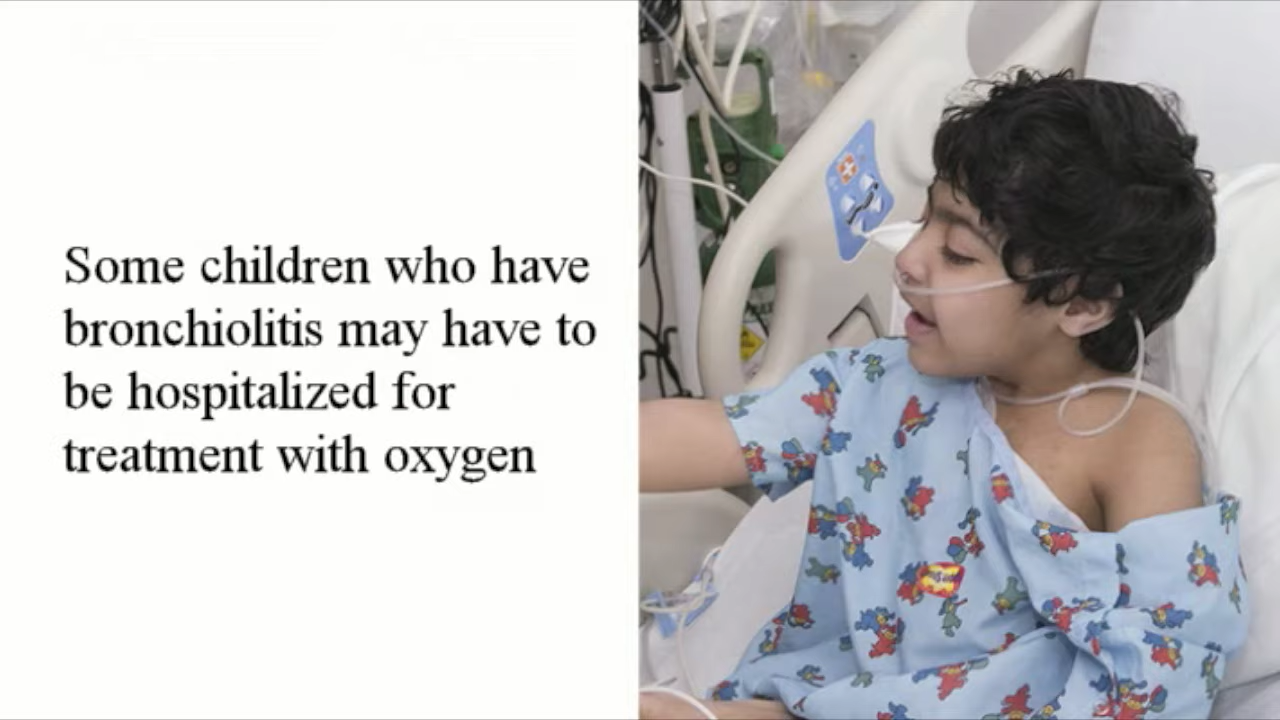 Some children who have
bronchiolitis may have to
be hospitalized for
treatment with oxygen